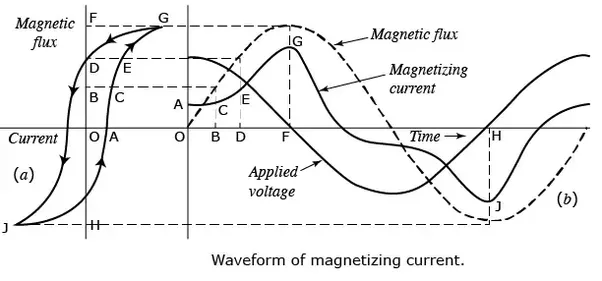 Magnetic
flux
F
G
D
E
B
C
Current
O
A
(a)
J
H
A
C
E
G
O
B
D
F
Magnetic flux
Magnetizing
current
Time
H
Applied
voltage
J
(b)
Waveform of magnetizing current.